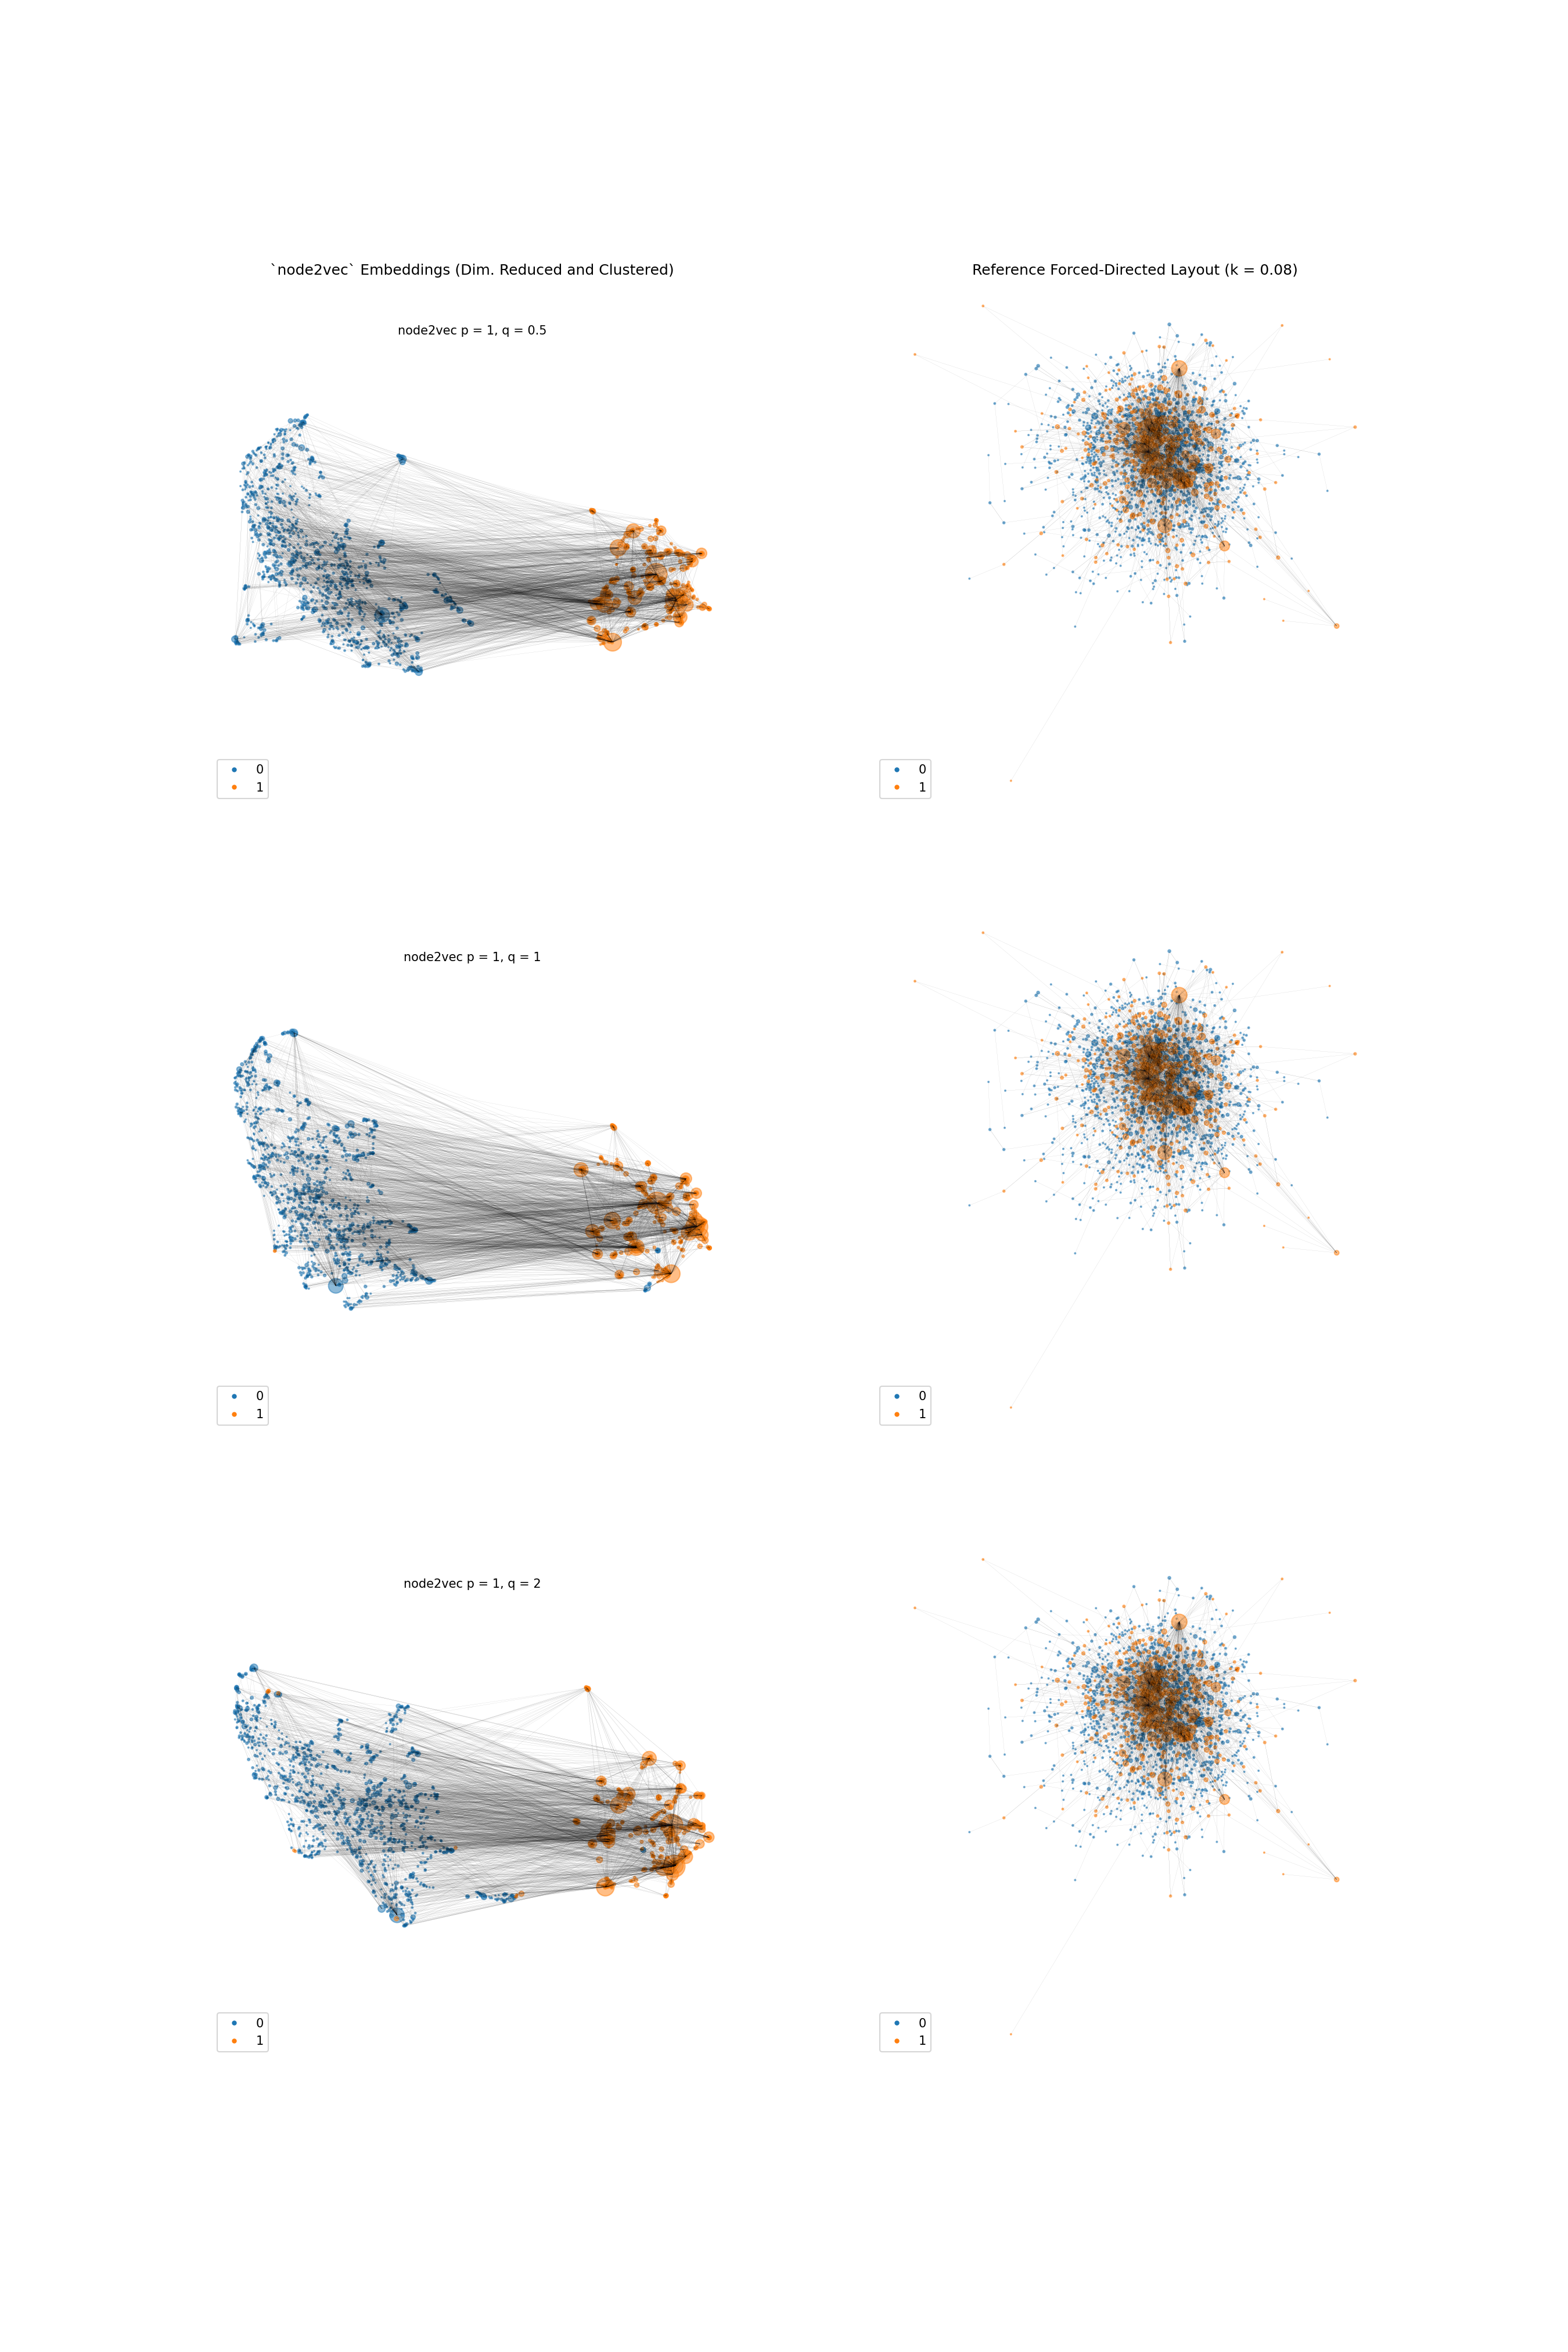 `node2vec` Embeddings (Dim. Reduced and Clustered)
Reference Forced-Directed Layout (k = 0.08)
node2vec p = 1, q = 0.5
0
1
0
1
node2vec p = 1, q = 1
0
1
0
1
node2vec p = 1, q = 2
0
1
0
1